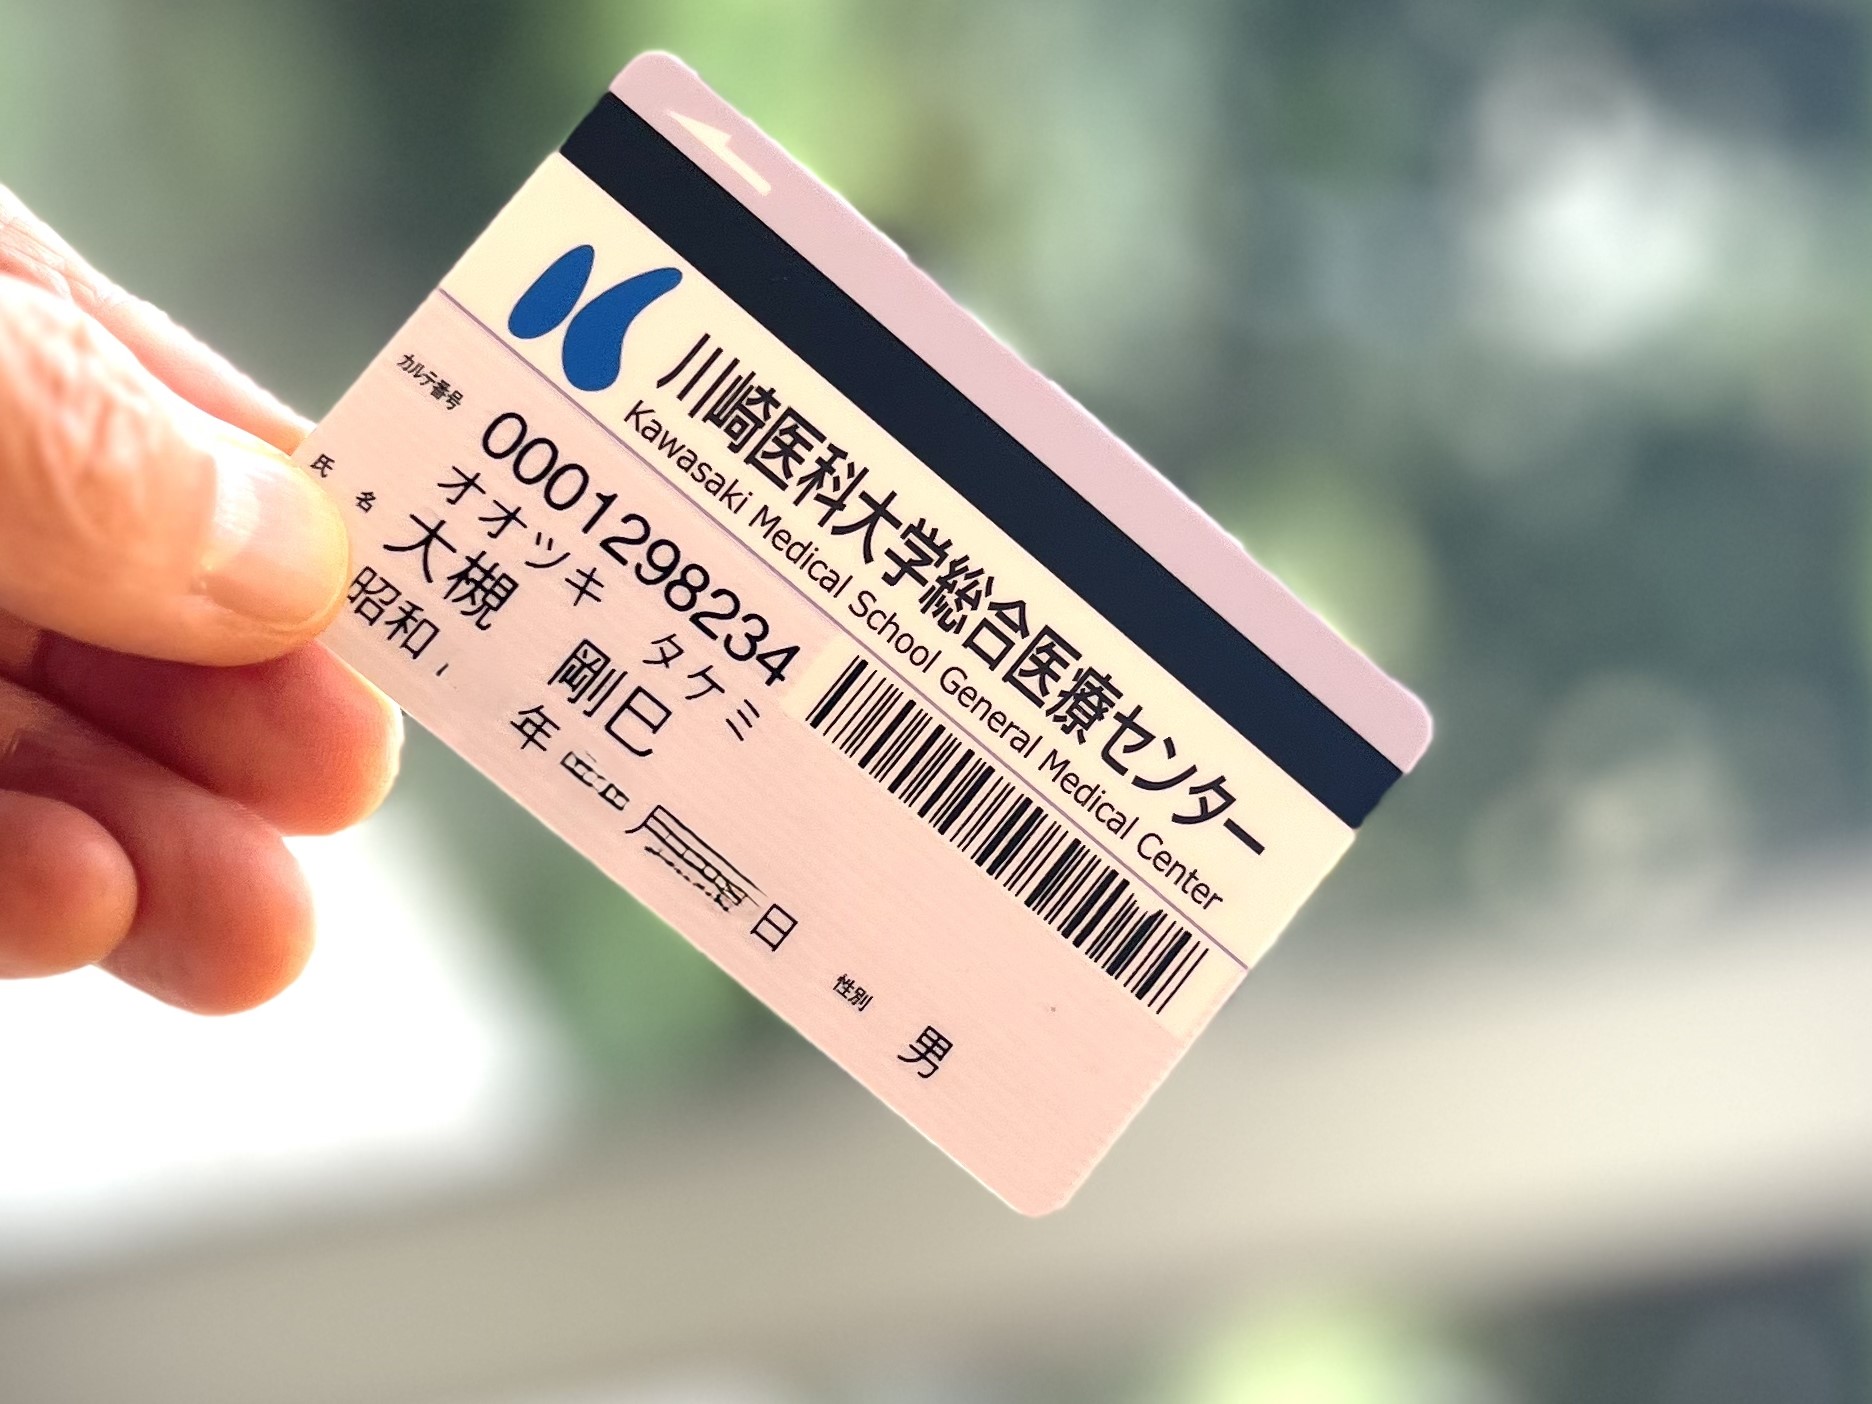 川崎医科大学総合医療センター
Kawasaki Medical School General Medical Center
カルテ番号 0001298234
オオツキ タケミ
氏 名 大槻 剛巳
昭和 年 月 日 性別 男